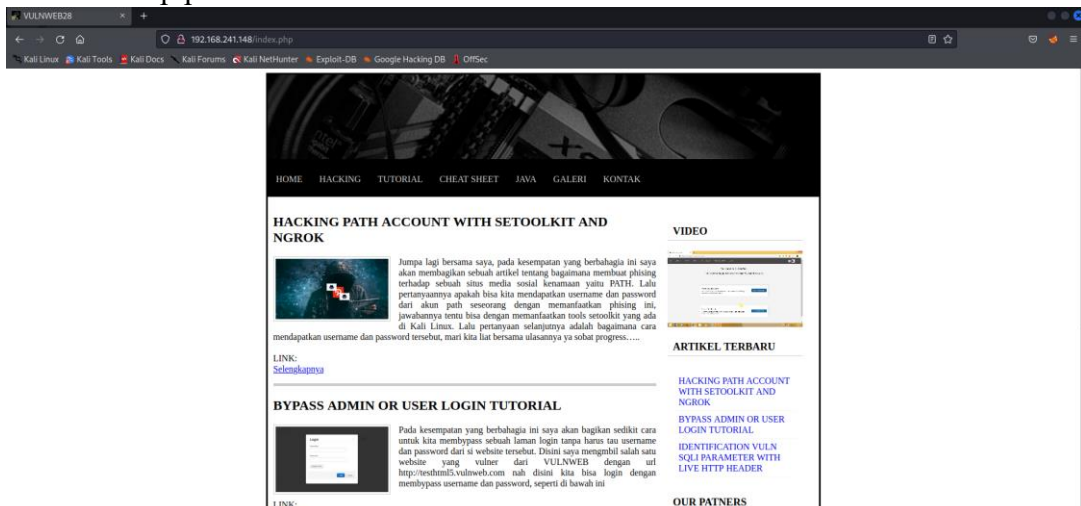 VULNWEB28
192.168.241.148/index.php
Kali Linux Kali Tools Kali Docs Kali Forums Kali NetHunter Exploit-DB Google Hacking DB OffSec
HOME HACKING TUTORIAL CHEAT SHEET JAVA GALERI KONTAK
HACKING PATH ACCOUNT WITH SETOOLKIT AND
NGROK
Jumpa lagi bersama saya, pada kesempatan yang berbahagia ini saya
akan membagikan sebuah artikel tentang bagaimana membuat phising
terhadap sebuah situs media sosial kenamaan yaitu PATH. Lalu
pertanyaannya apakah bisa kita mendapatkan username dan password
dari akun path seseorang dengan memanfaatkan phising ini,
jawabannya tentu bisa dengan memanfaatkan tools setoolkit yang ada
di Kali Linux. Lalu pertanyaan selanjutnya adalah bagaimana cara
mendapatkan username dan password tersebut, mari kita liat bersama ulasannya ya sobat progress…..
LINK:
Selengkapnya
BYPASS ADMIN OR USER LOGIN TUTORIAL
Pada kesempatan yang berbahagia ini saya akan bagikan sedikit cara
untuk kita membypass sebuah laman login tanpa harus tau username
dan password dari si website tersebut. Disini saya mengmbil salah satu
website yang vulner dari VULNWEB dengan url
http://testhtml5.vulnweb.com nah disini kita bisa login dengan
membypass username dan password, seperti di bawah ini
LINK:
VIDEO
ARTIKEL TERBARU
HACKING PATH ACCOUNT
WITH SETOOLKIT AND
NGROK
BYPASS ADMIN OR USER
LOGIN TUTORIAL
IDENTIFICATION VULN
SQLI PARAMETER WITH
LIVE HTTP HEADER
OUR PATNERS